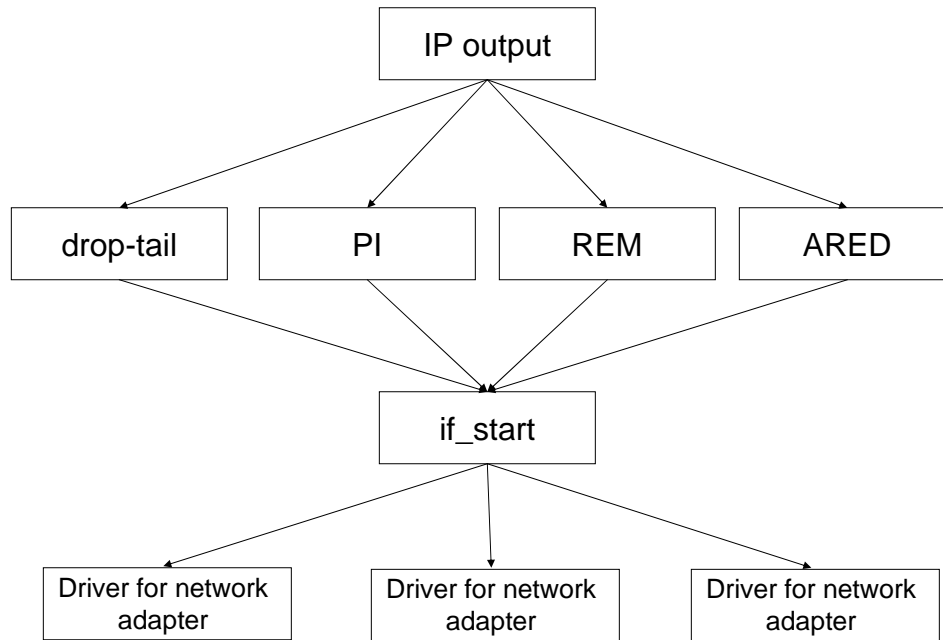 IP output
drop-tail
PI
REM
ARED
if_start
Driver for network
adapter
Driver for network
adapter
Driver for network
adapter